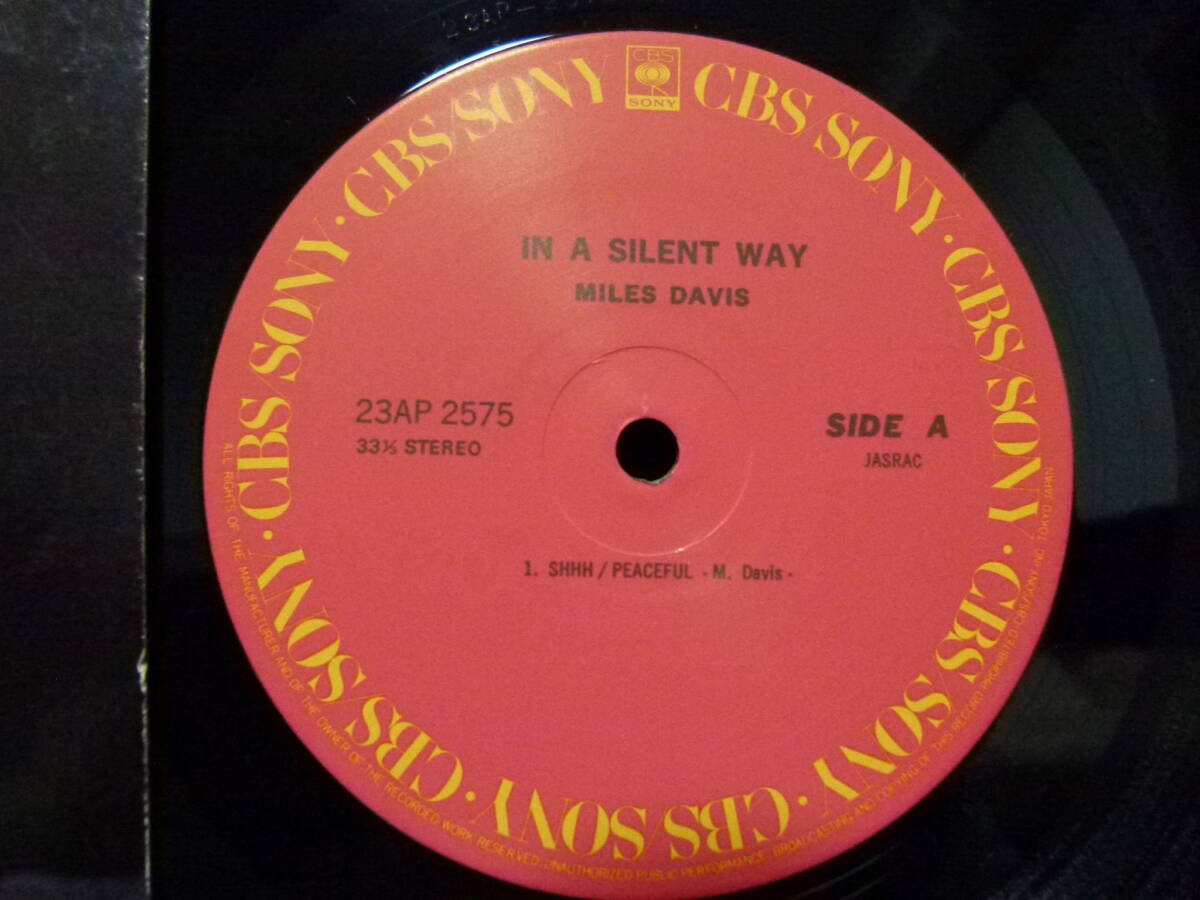 23AP-
CBS
SONY
CBS/SONY · CBS/SONY · CBS/SONY · CBS/SONY · CBS/SONY · CBS/SONY · CBS/SONY · CBS/SONY
IN A SILENT WAY
MILES DAVIS
23AP 2575
33⅓ STEREO
SIDE A
JASRAC
1. SHHH / PEACEFUL - M. Davis -
ALL RIGHTS OF THE MANUFACTURER AND OF THE OWNER OF THE RECORDED WORK RESERVED. UNAUTHORIZED PUBLIC PERFORMANCE, BROADCASTING AND COPYING OF THIS RECORD PROHIBITED CBS/SONY INC. TOKYO JAPAN